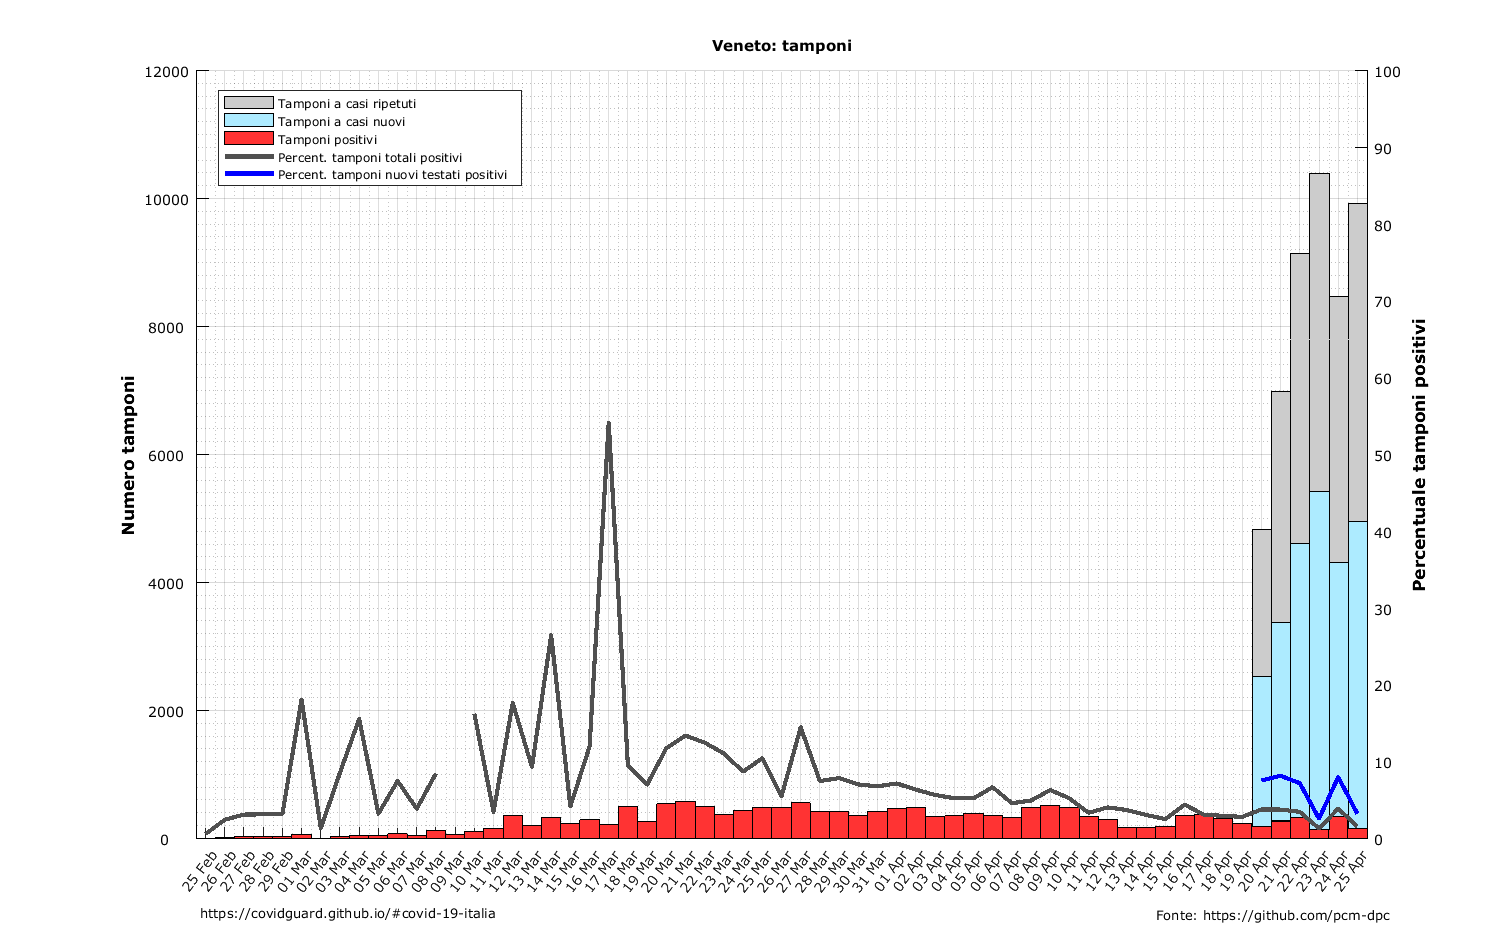 Veneto: tamponi
12000
10000
8000
6000
4000
2000
0
Numero tamponi
Tamponi a casi ripetuti
Tamponi a casi nuovi
Tamponi positivi
Percent. tamponi totali positivi
Percent. tamponi nuovi testati positivi
100
90
80
70
60
50
40
30
20
10
0
Percentuale tamponi positivi
25 Feb
26 Feb
27 Feb
28 Feb
29 Feb
01 Mar
02 Mar
03 Mar
04 Mar
05 Mar
06 Mar
07 Mar
08 Mar
09 Mar
10 Mar
11 Mar
12 Mar
13 Mar
14 Mar
15 Mar
16 Mar
17 Mar
18 Mar
19 Mar
20 Mar
21 Mar
22 Mar
23 Mar
24 Mar
25 Mar
26 Mar
27 Mar
28 Mar
29 Mar
30 Mar
31 Mar
01 Apr
02 Apr
03 Apr
04 Apr
05 Apr
06 Apr
07 Apr
08 Apr
09 Apr
10 Apr
11 Apr
12 Apr
13 Apr
14 Apr
15 Apr
16 Apr
17 Apr
18 Apr
19 Apr
20 Apr
21 Apr
22 Apr
23 Apr
24 Apr
25 Apr
https://covidguard.github.io/#covid-19-italia
Fonte: https://github.com/pcm-dpc